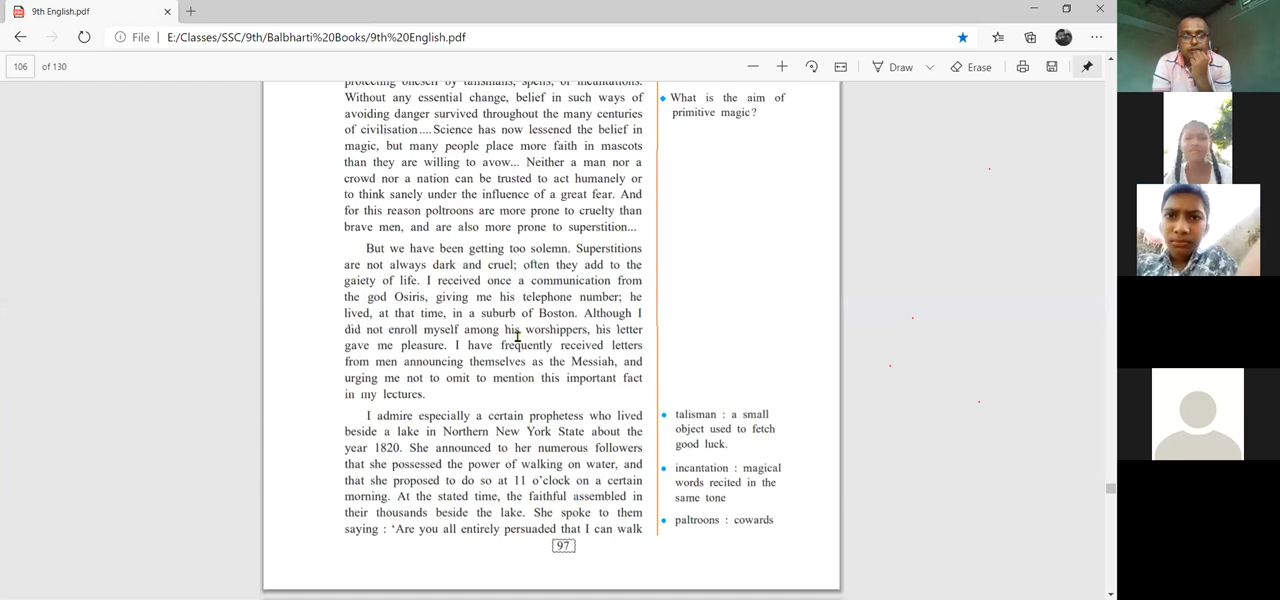 9th English.pdf
File
E:/Classes/SSC/9th/Balbharti%20Books/9th%20English.pdf
106 of 130
Draw
Erase
protecting oneself by talismans, spells, or incantations.
Without any essential change, belief in such ways of
avoiding danger survived throughout the many centuries
of civilisation .... Science has now lessened the belief in
magic, but many people place more faith in mascots
than they are willing to avow... Neither a man nor a
crowd nor a nation can be trusted to act humanely or
to think sanely under the influence of a great fear. And
for this reason poltroons are more prone to cruelty than
brave men, and are also more prone to superstition...
But we have been getting too solemn. Superstitions
are not always dark and cruel; often they add to the
gaiety of life. I received once a communication from
the god Osiris, giving me his telephone number; he
lived, at that time, in a suburb of Boston. Although I
did not enroll myself among his worshippers, his letter
gave me pleasure. I have frequently received letters
from men announcing themselves as the Messiah, and
urging me not to omit to mention this important fact
in my lectures.
I admire especially a certain prophetess who lived
beside a lake in Northern New York State about the
year 1820. She announced to her numerous followers
that she possessed the power of walking on water, and
that she proposed to do so at 11 o'clock on a certain
morning. At the stated time, the faithful assembled in
their thousands beside the lake. She spoke to them
saying : 'Are you all entirely persuaded that I can walk
What is the aim of
primitive magic?
talisman : a small
object used to fetch
good luck.
incantation : magical
words recited in the
same tone
paltroons : cowards
97